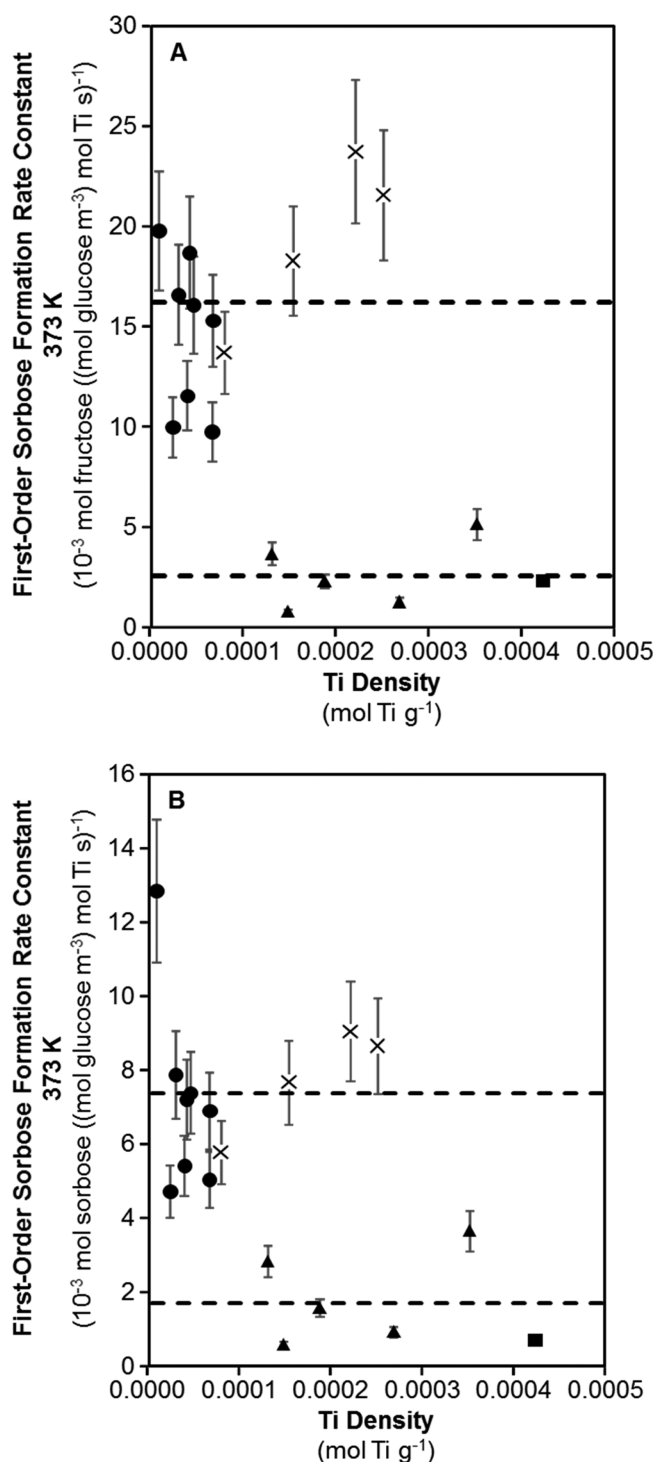 A
First-Order Sorbose Formation Rate Constant
373 K
(10⁻³ mol fructose ((mol glucose m⁻³) mol Ti s)⁻¹)
30
25
20
15
10
5
0
0.0000 0.0001 0.0002 0.0003 0.0004 0.0005
Ti Density
(mol Ti g⁻¹)
B
First-Order Sorbose Formation Rate Constant
373 K
(10⁻³ mol sorbose ((mol glucose m⁻³) mol Ti s)⁻¹)
16
14
12
10
8
6
4
2
0
0.0000 0.0001 0.0002 0.0003 0.0004 0.0005
Ti Density
(mol Ti g⁻¹)